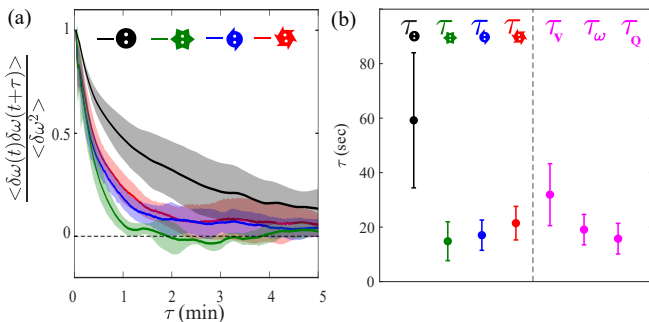 (a)
<δω(t)δω(t+τ)>
<δω²>
1
0.5
0
0 1 2 3 4 5
τ (min)
(b)
τ τ τ τ τ_V τ_ω τ_Q
τ (sec)
80
60
40
20
0